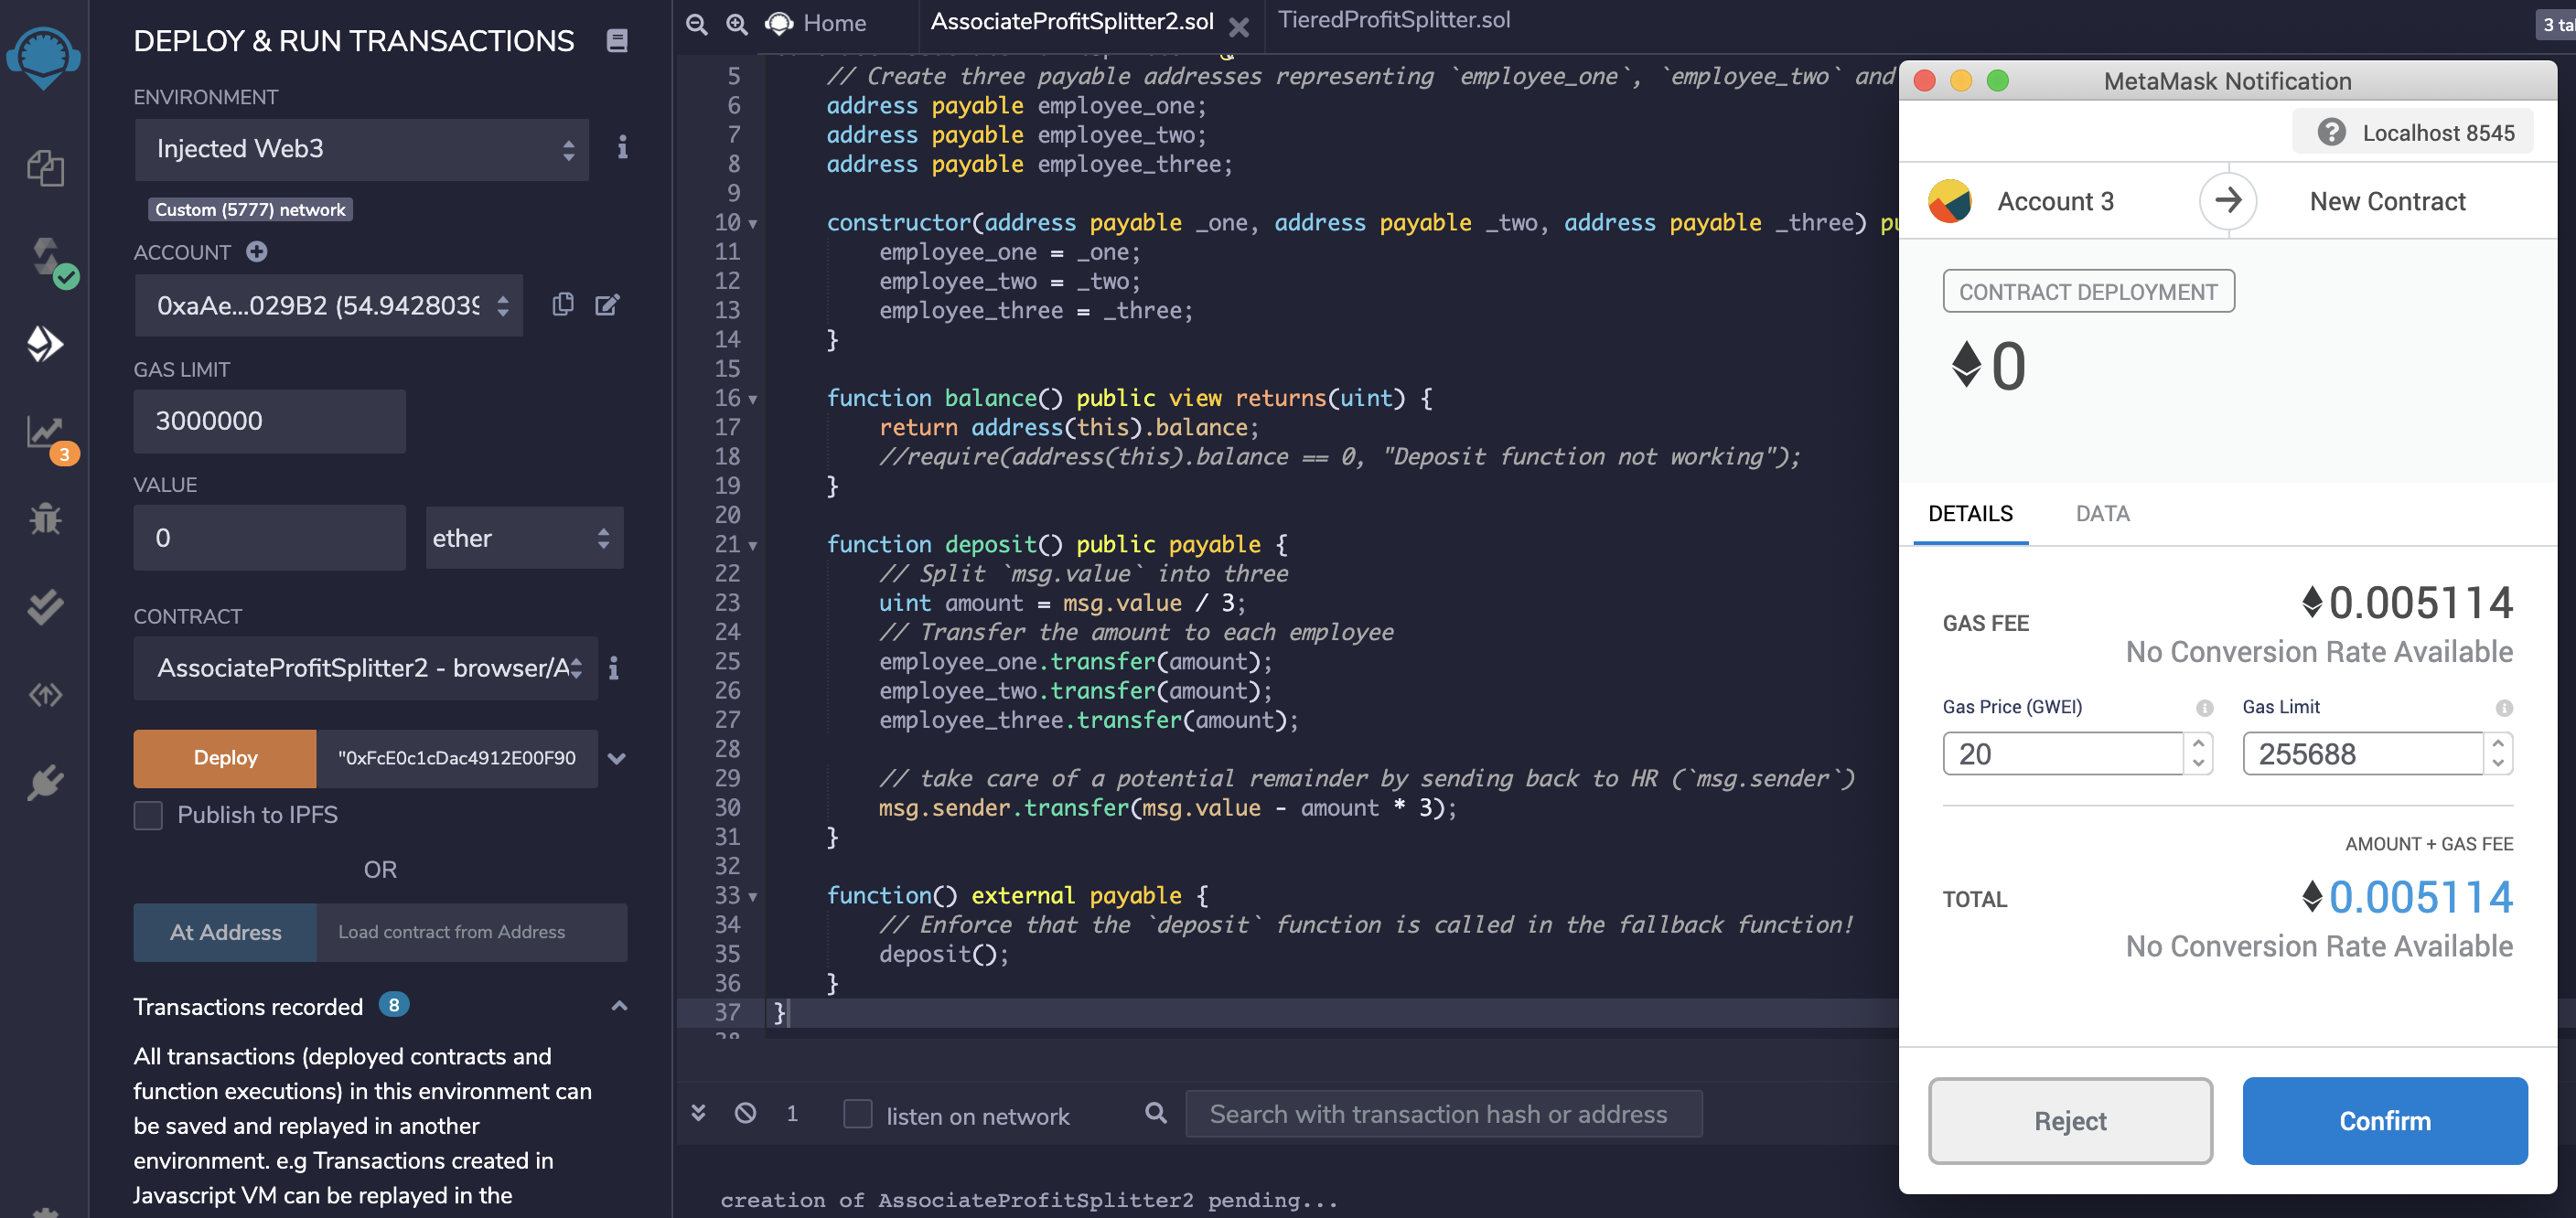 DEPLOY & RUN TRANSACTIONS
ENVIRONMENT
Injected Web3
Custom (5777) network
ACCOUNT
0xaAe...029B2 (54.9428039
GAS LIMIT
3000000
VALUE
0
ether
CONTRACT
AssociateProfitSplitter2 - browser/A
Deploy
"0xFcE0c1cDac4912E00F90
Publish to IPFS
OR
At Address
Load contract from Address
Transactions recorded 8
All transactions (deployed contracts and
function executions) in this environment can
be saved and replayed in another
environment. e.g Transactions created in
Javascript VM can be replayed in the
3
Home
AssociateProfitSplitter2.sol
TieredProfitSplitter.sol
3 ta
5 // Create three payable addresses representing `employee_one`, `employee_two` and
6 address payable employee_one;
7 address payable employee_two;
8 address payable employee_three;
9
10 constructor(address payable _one, address payable _two, address payable _three) pu
11 employee_one = _one;
12 employee_two = _two;
13 employee_three = _three;
14 }
15
16 function balance() public view returns(uint) {
17 return address(this).balance;
18 //require(address(this).balance == 0, "Deposit function not working");
19 }
20
21 function deposit() public payable {
22 // Split `msg.value` into three
23 uint amount = msg.value / 3;
24 // Transfer the amount to each employee
25 employee_one.transfer(amount);
26 employee_two.transfer(amount);
27 employee_three.transfer(amount);
28
29 // take care of a potential remainder by sending back to HR (`msg.sender`)
30 msg.sender.transfer(msg.value - amount * 3);
31 }
32
33 function() external payable {
34 // Enforce that the `deposit` function is called in the fallback function!
35 deposit();
36 }
37 }
38
1
listen on network
Search with transaction hash or address
creation of AssociateProfitSplitter2 pending...
MetaMask Notification
Localhost 8545
Account 3
New Contract
CONTRACT DEPLOYMENT
0
DETAILS
DATA
GAS FEE
0.005114
No Conversion Rate Available
Gas Price (GWEI)
Gas Limit
20
255688
AMOUNT + GAS FEE
TOTAL
0.005114
No Conversion Rate Available
Reject
Confirm